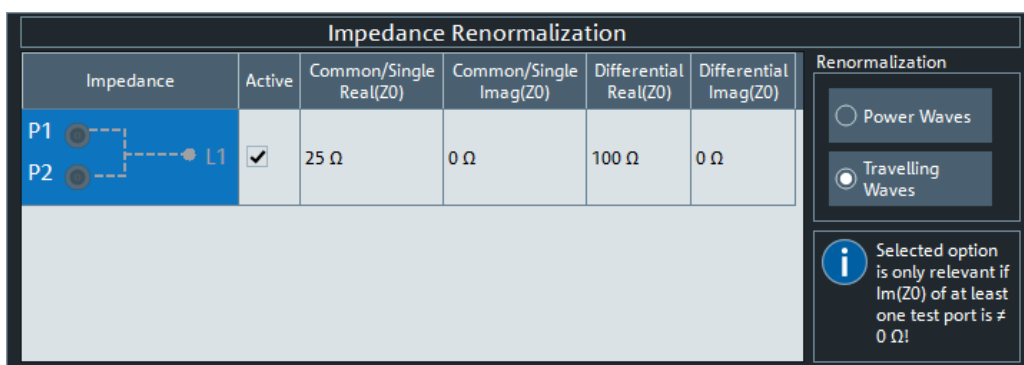 Impedance Renormalization
Impedance
Active
Common/Single
Real(Z0)
Common/Single
Imag(Z0)
Differential
Real(Z0)
Differential
Imag(Z0)
P1
P2
L1
25 Ω
0 Ω
100 Ω
0 Ω
Renormalization
Power Waves
Travelling
Waves
Selected option
is only relevant if
Im(Z0) of at least
one test port is ≠
0 Ω!